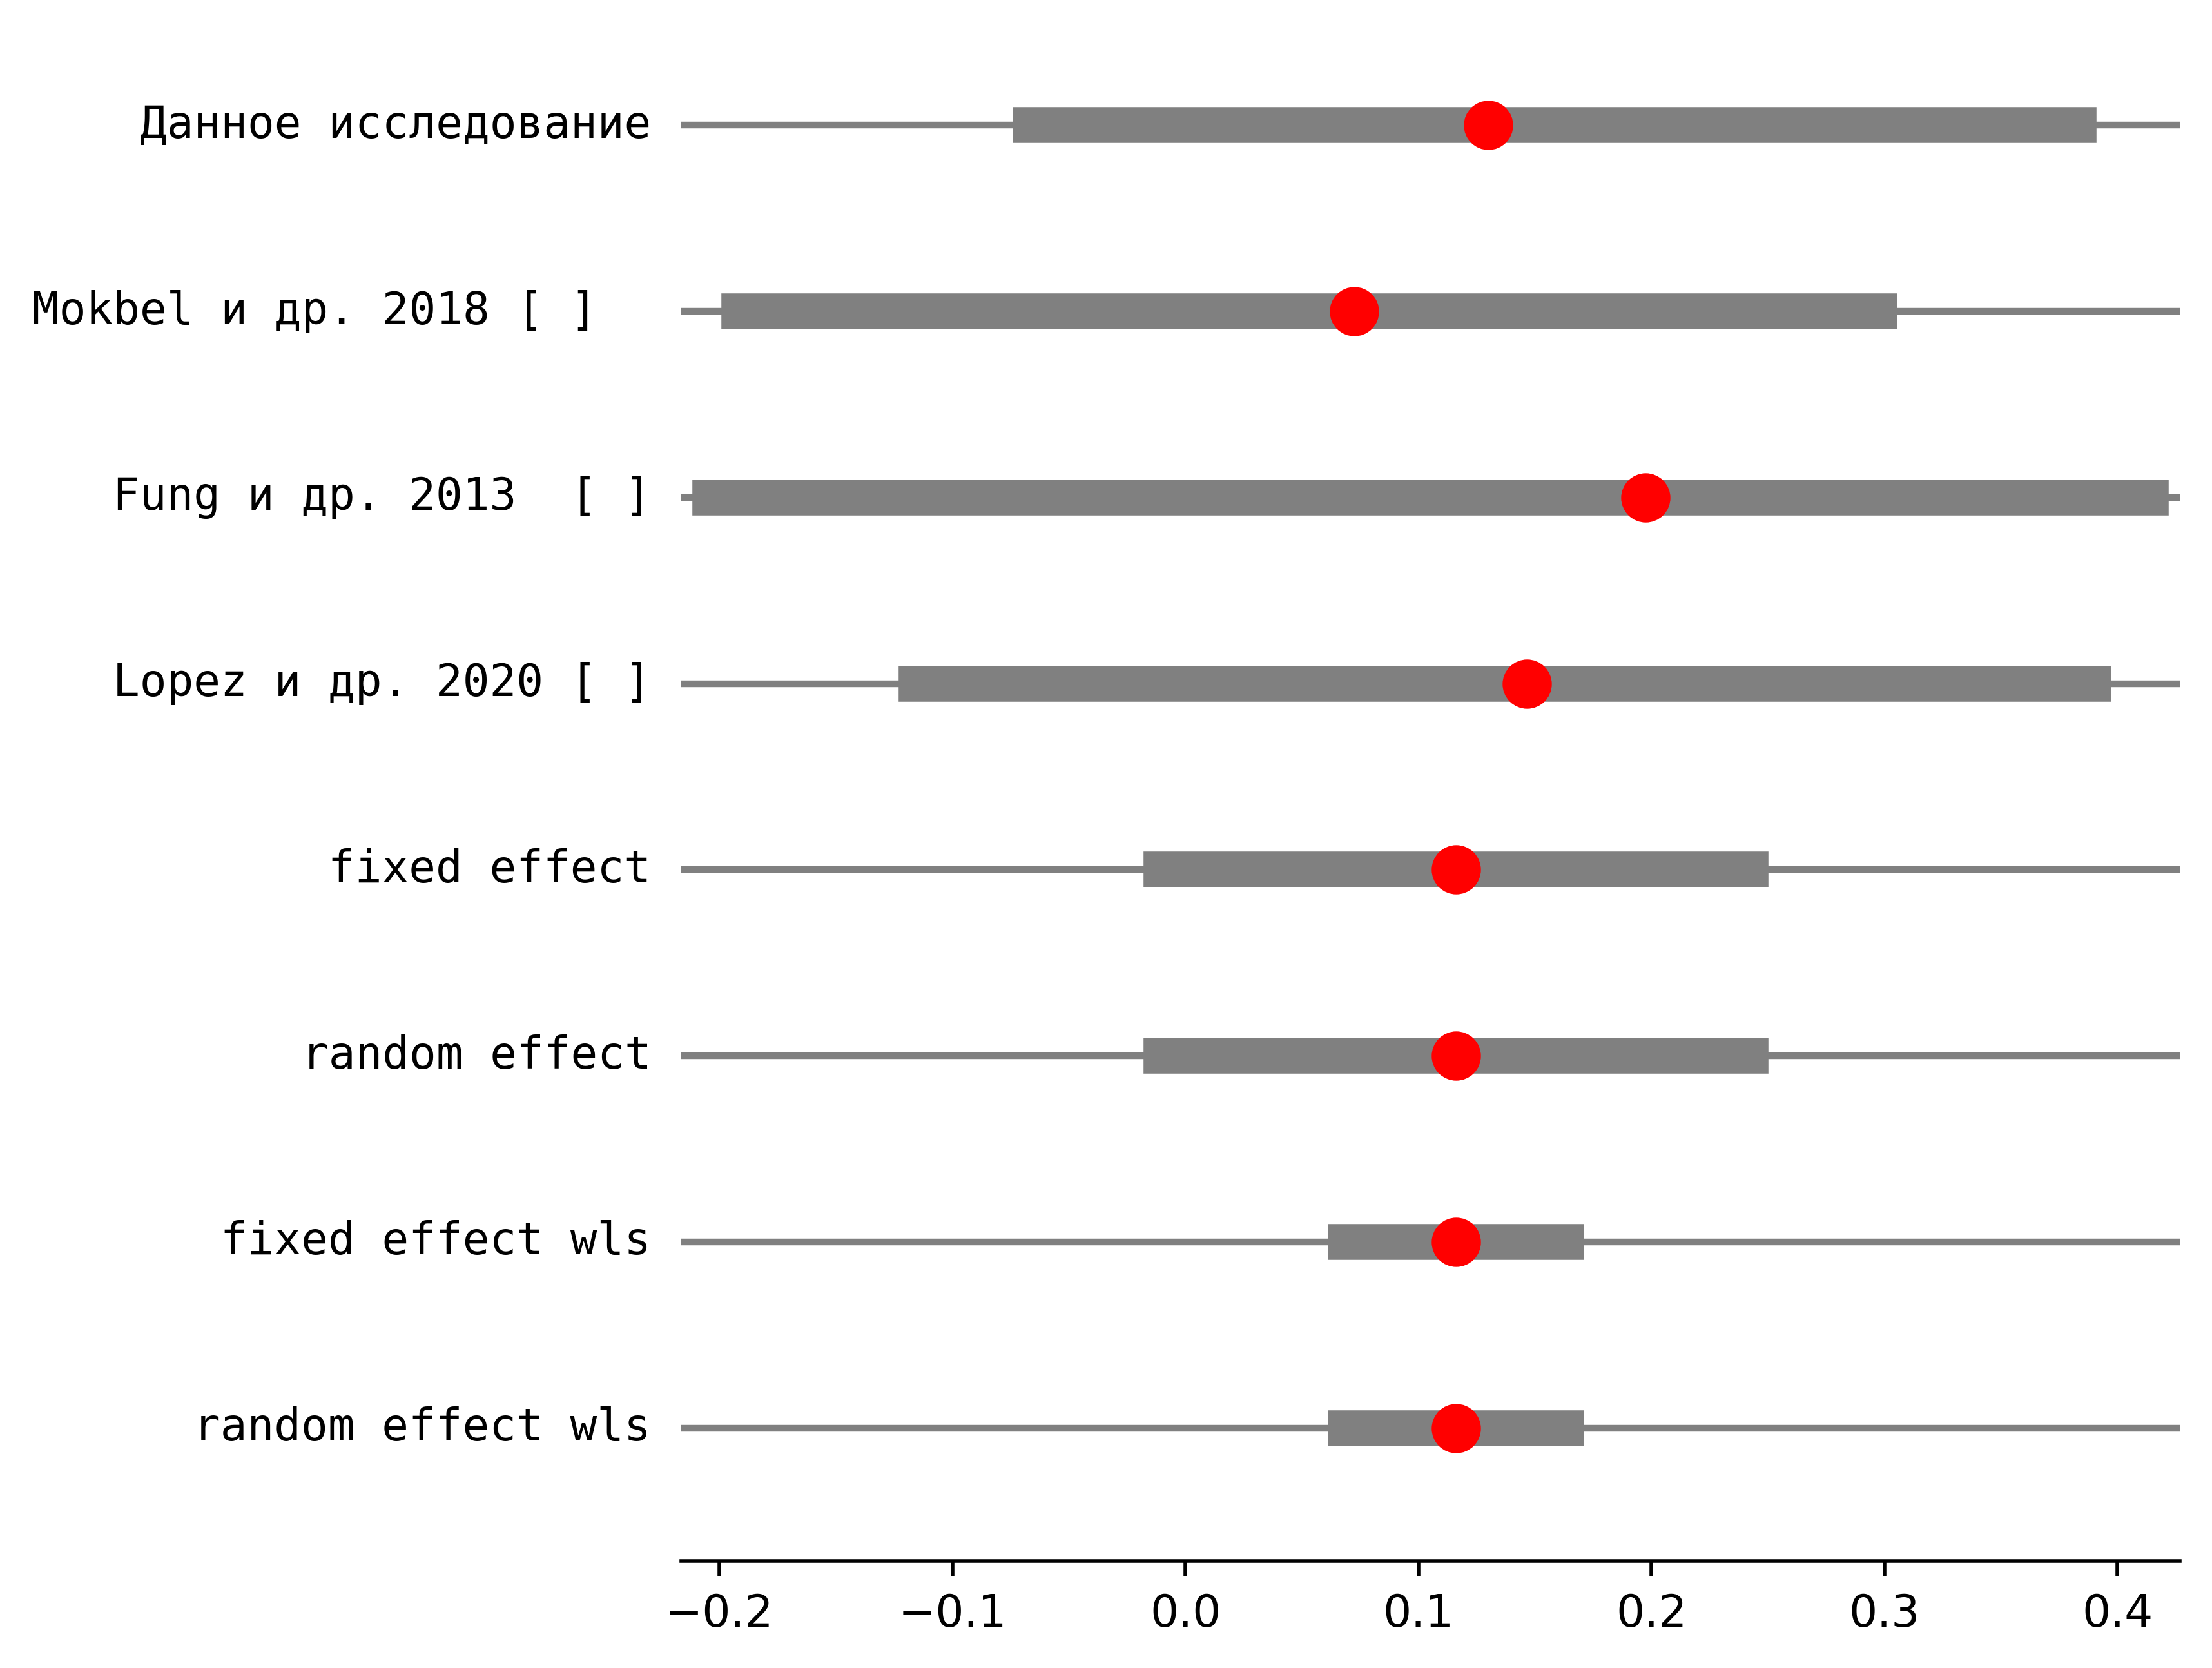 Данное исследование
Mokbel и др. 2018 [ ]
Fung и др. 2013  [ ]
Lopez и др. 2020 [ ]
fixed effect
random effect
fixed effect wls
random effect wls
−0.2 −0.1 0.0 0.1 0.2 0.3 0.4